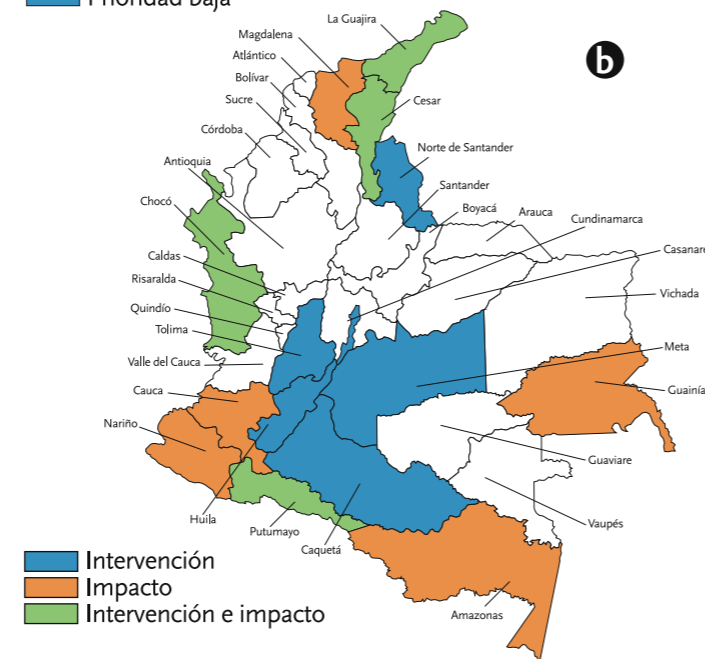 Prioridad baja
La Guajira
b
Magdalena
Atlántico
Bolívar
Sucre
Cesar
Córdoba
Norte de Santander
Antioquia
Santander
Chocó
Boyacá
Arauca
Cundinamarca
Caldas
Casanare
Risaralda
Vichada
Quindío
Tolima
Meta
Valle del Cauca
Cauca
Guainía
Nariño
Guaviare
Huila
Putumayo
Vaupés
Caquetá
Intervención
Impacto
Intervención e impacto
Amazonas